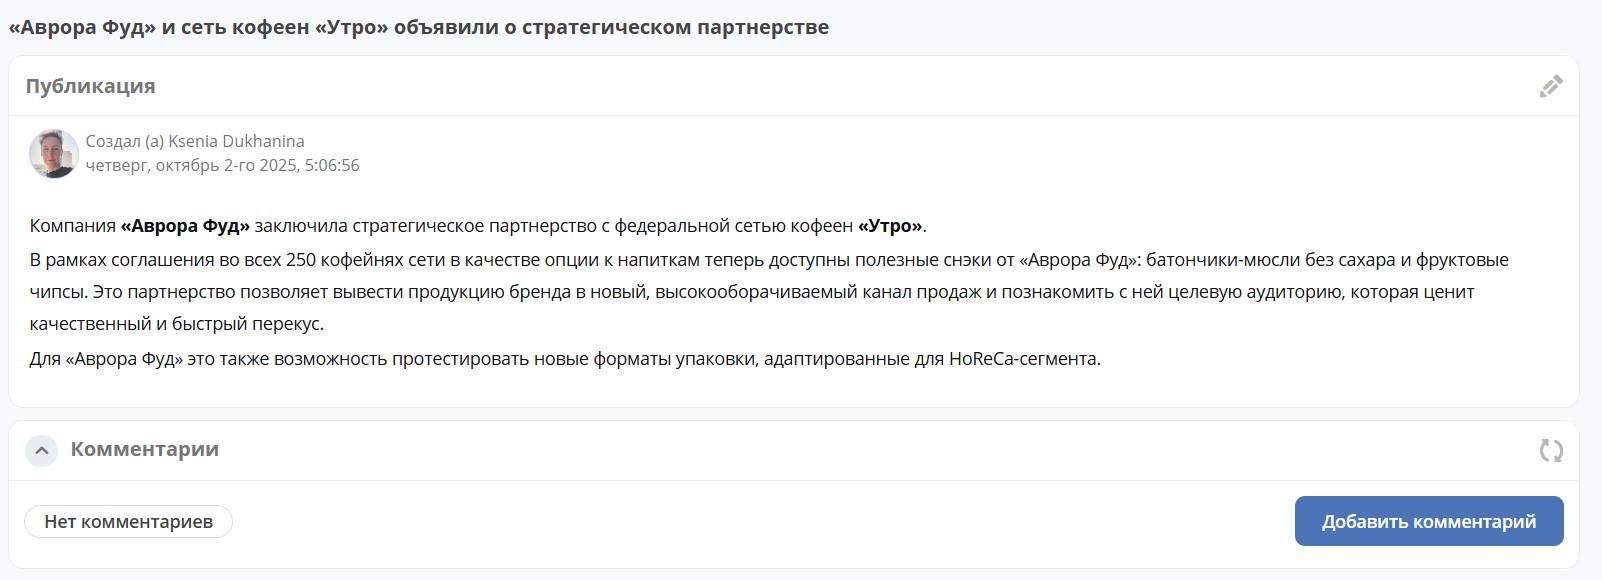 «Аврора Фуд» и сеть кофеен «Утро» объявили о стратегическом партнерстве
Публикация
Создал (а) Ksenia Dukhanina
четверг, октябрь 2-го 2025, 5:06:56
Компания «Аврора Фуд» заключила стратегическое партнерство с федеральной сетью кофеен «Утро».
В рамках соглашения во всех 250 кофейнях сети в качестве опции к напиткам теперь доступны полезные снэки от «Аврора Фуд»: батончики-мюсли без сахара и фруктовые
чипсы. Это партнерство позволяет вывести продукцию бренда в новый, высокооборачиваемый канал продаж и познакомить с ней целевую аудиторию, которая ценит
качественный и быстрый перекус.
Для «Аврора Фуд» это также возможность протестировать новые форматы упаковки, адаптированные для HoReCa-сегмента.
Комментарии
Нет комментариев
Добавить комментарий